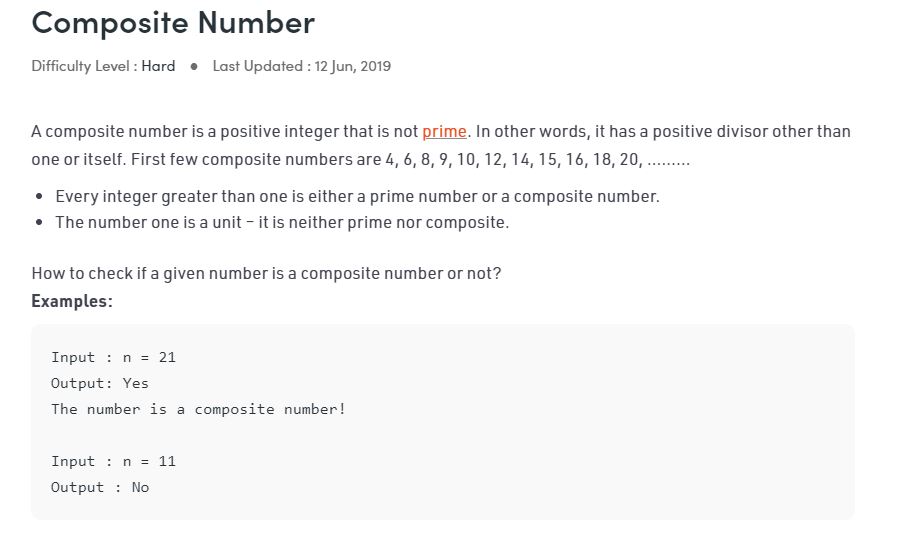 Composite Number
Difficulty Level : Hard ● Last Updated : 12 Jun, 2019
A composite number is a positive integer that is not prime. In other words, it has a positive divisor other than
one or itself. First few composite numbers are 4, 6, 8, 9, 10, 12, 14, 15, 16, 18, 20, .........
• Every integer greater than one is either a prime number or a composite number.
• The number one is a unit – it is neither prime nor composite.
How to check if a given number is a composite number or not?
Examples:
Input : n = 21
Output: Yes
The number is a composite number!
Input : n = 11
Output : No